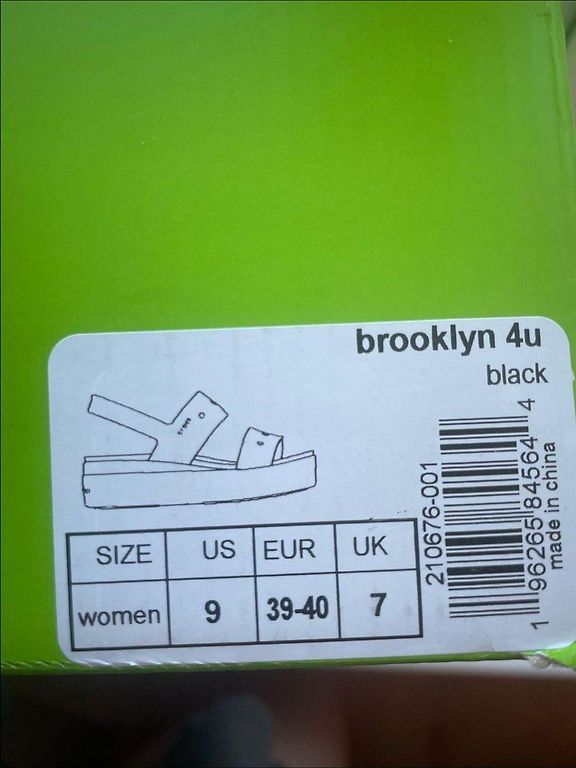 brooklyn 4u
black
crocs
SIZE US EUR UK
women 9 39-40 7
210676-001
1 96265 84564 4
made in china